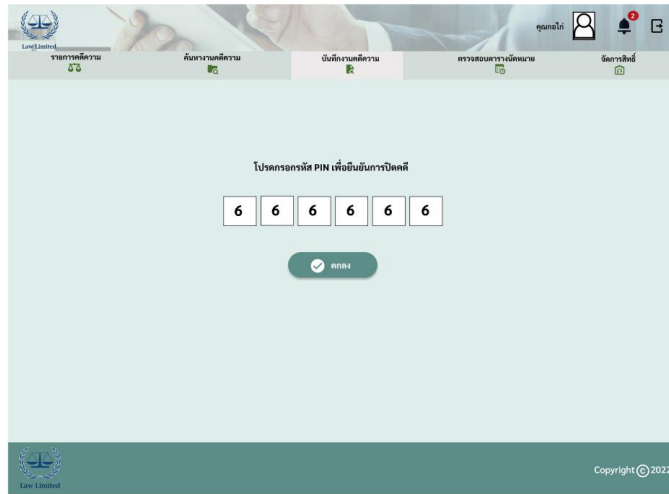 Law Limited
คุณกอไก่
2
รายการคดีความ
ค้นหางานคดีความ
บันทึกงานคดีความ
ตรวจสอบตารางนัดหมาย
จัดการสิทธิ์
โปรดกรอกรหัส PIN เพื่อยืนยันการปิดคดี
6 6 6 6 6 6
ตกลง
Law Limited
Copyright © 2022